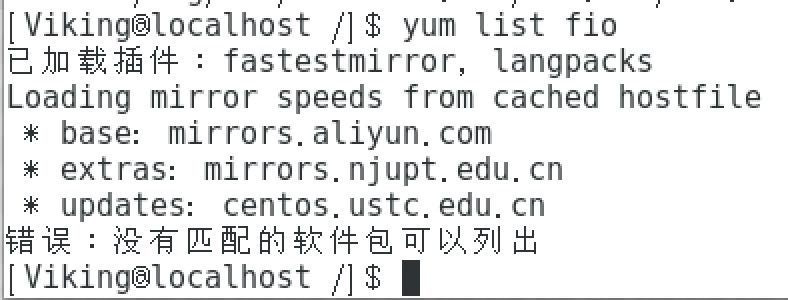 [Viking@localhost /]$ yum list fio
已加载插件：fastestmirror, langpacks
Loading mirror speeds from cached hostfile
 * base: mirrors.aliyun.com
 * extras: mirrors.njupt.edu.cn
 * updates: centos.ustc.edu.cn
错误：没有匹配的软件包可以列出
[Viking@localhost /]$